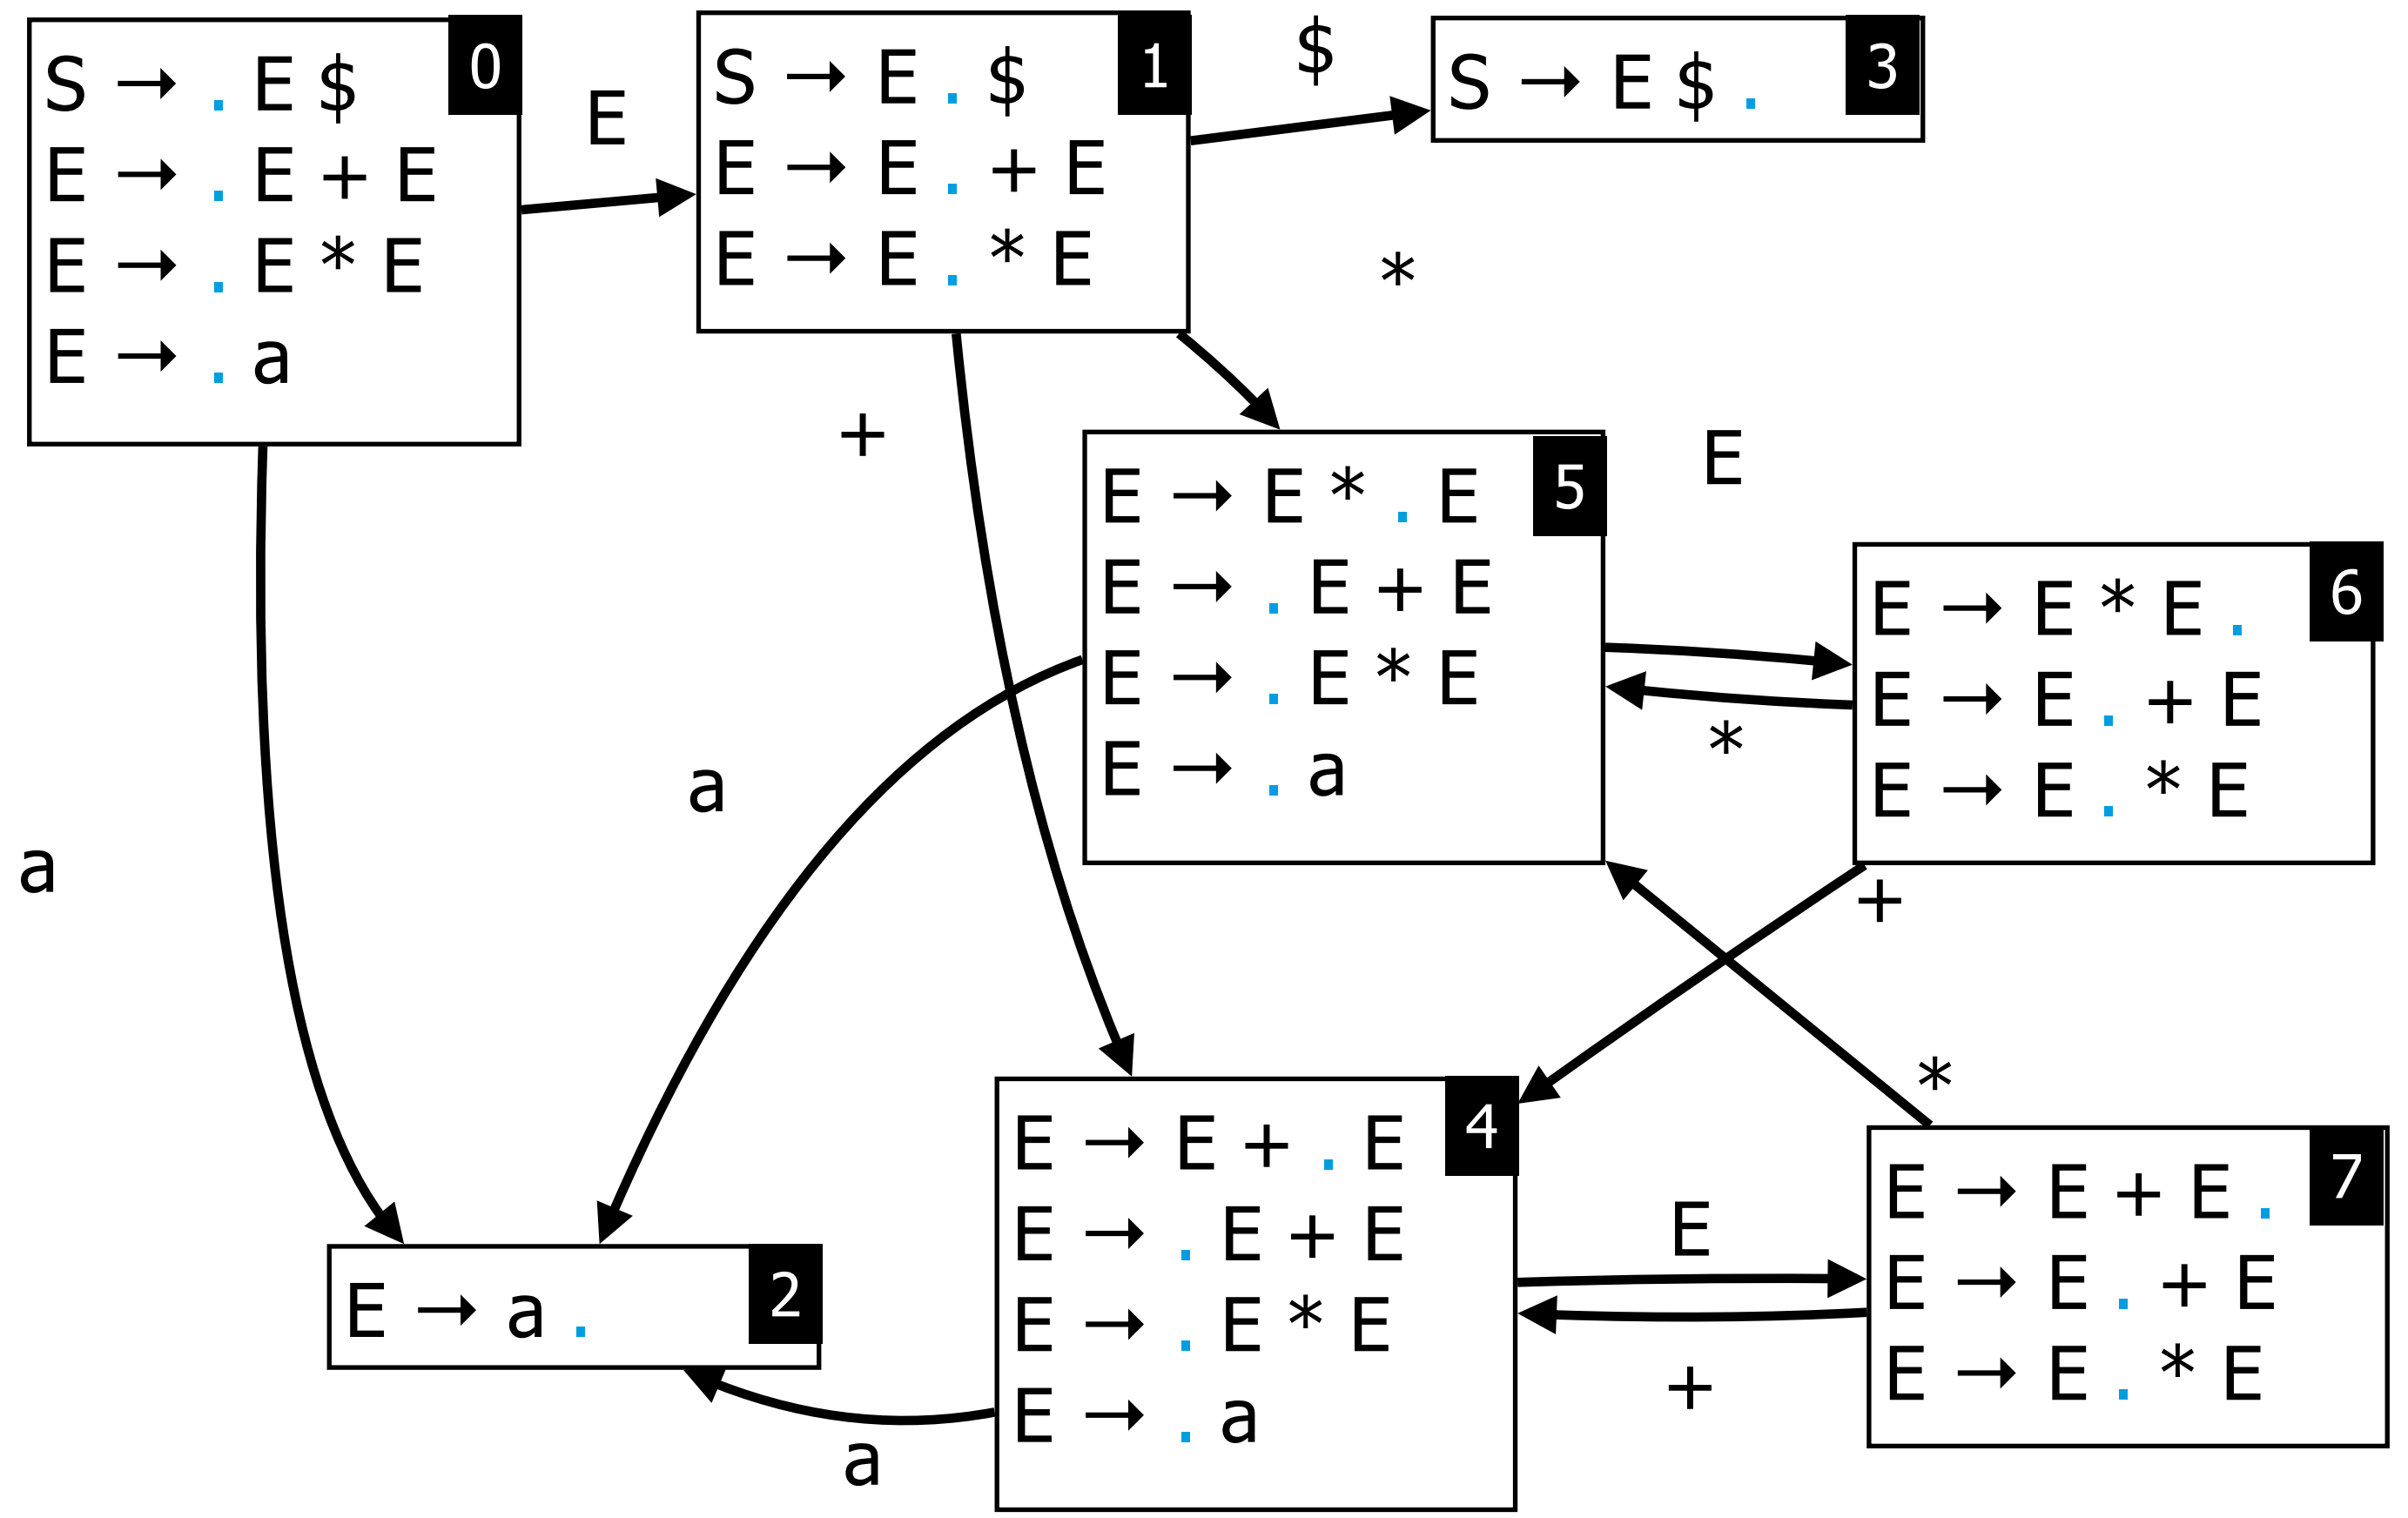 0
S → . E $
E → . E + E
E → . E * E
E → . a
E
1
S → E . $
E → E . + E
E → E . * E
$
3
S → E $ .
*
+
5
E → E * . E
E → . E + E
E → . E * E
E → . a
E
6
E → E * E .
E → E . + E
E → E . * E
*
a
a
+
*
4
E → E + . E
E → . E + E
E → . E * E
E → . a
E
7
E → E + E .
E → E . + E
E → E . * E
+
2
E → a .
a